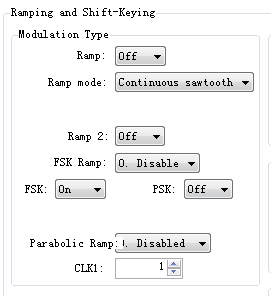 Ramping and Shift-Keying
Modulation Type
Ramp: Off
Ramp mode: Continuous sawtooth
Ramp 2: Off
FSK Ramp: 0. Disable
FSK: On PSK: Off
Parabolic Ramp: Disabled
CLK1: 1